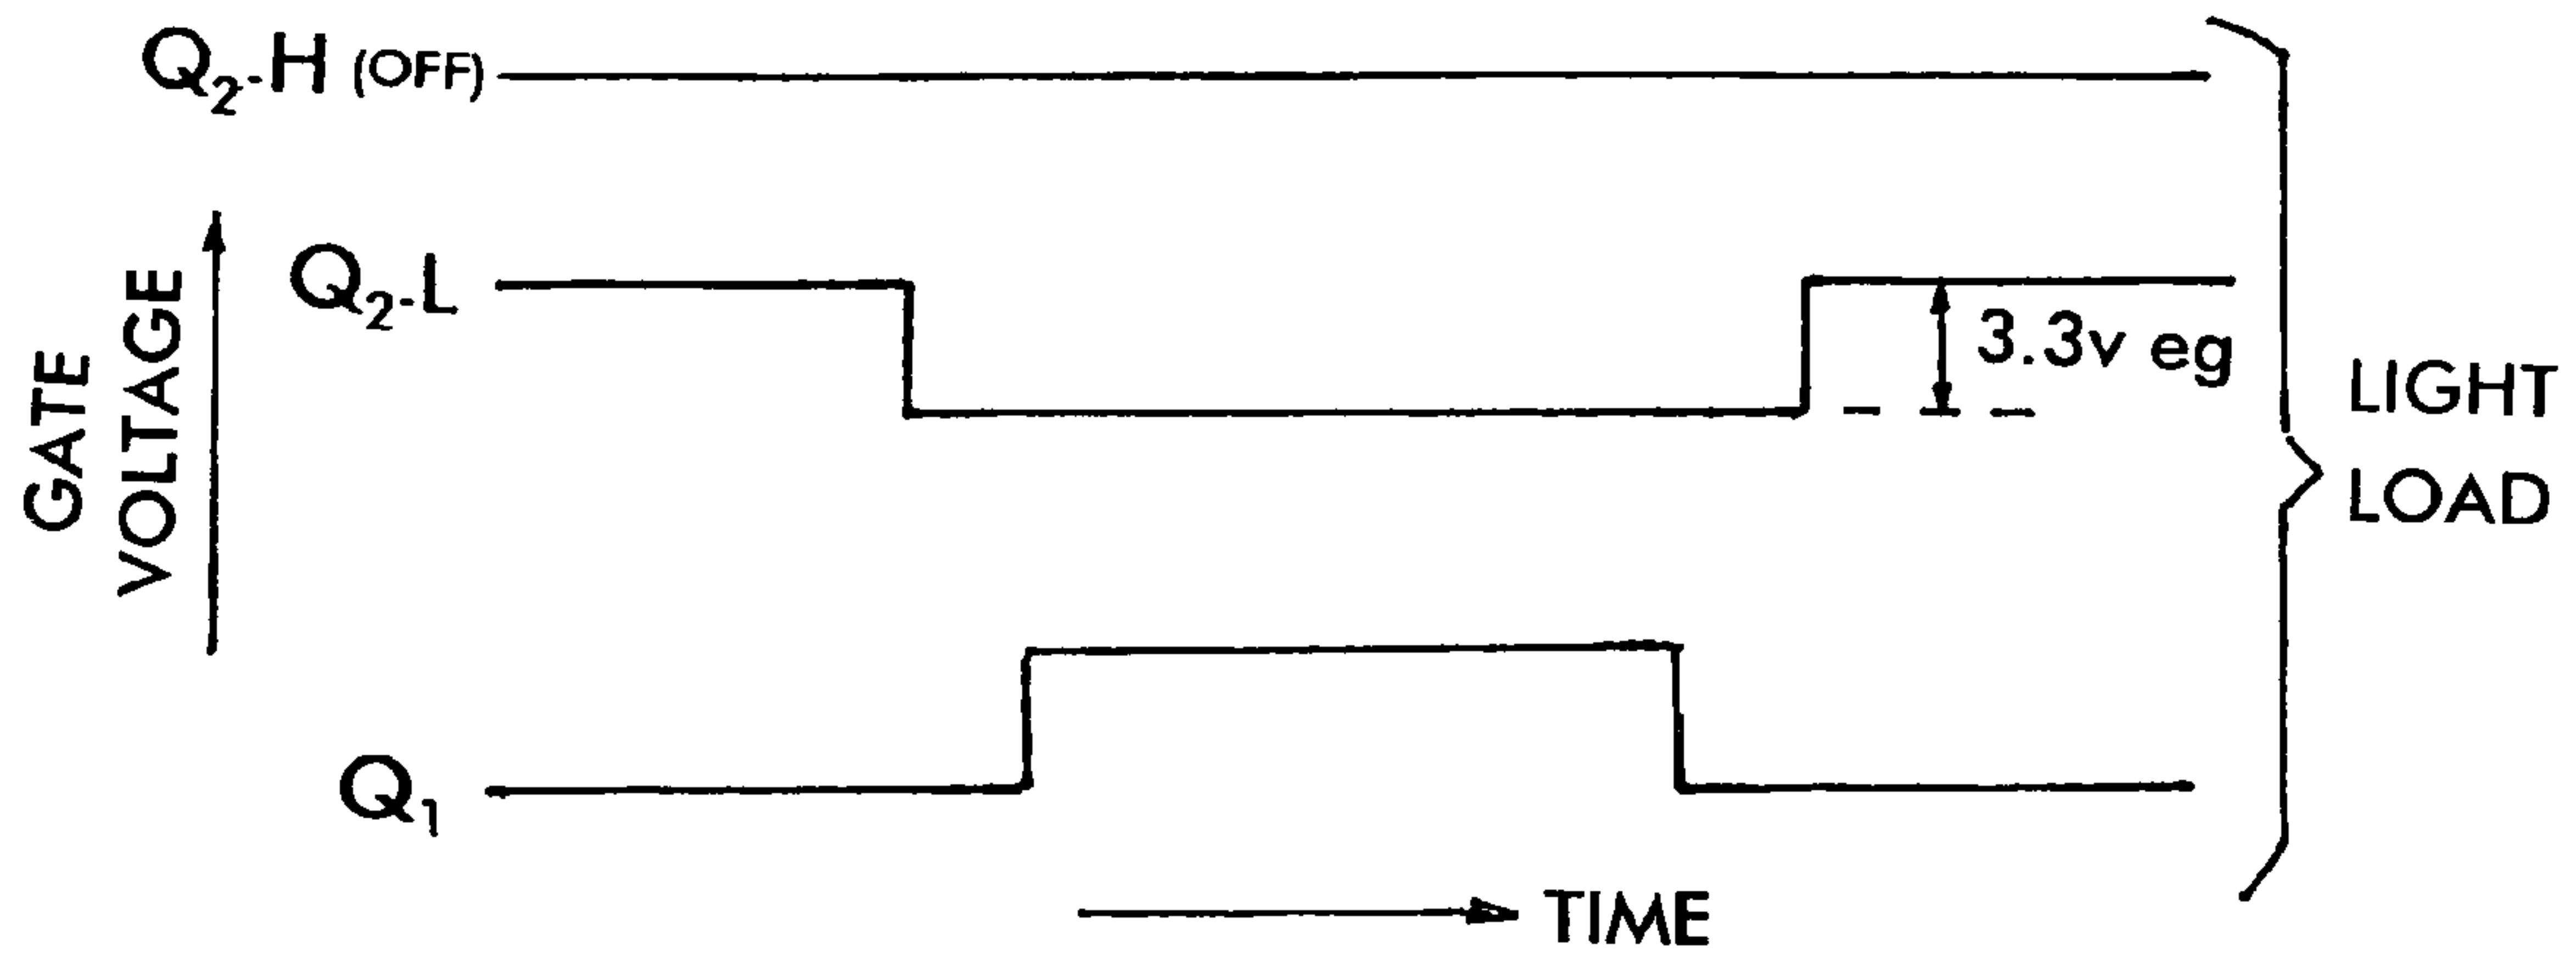 Q2-H (OFF)
GATE
VOLTAGE
Q2-L
3.3v eg
LIGHT
LOAD
Q1
TIME